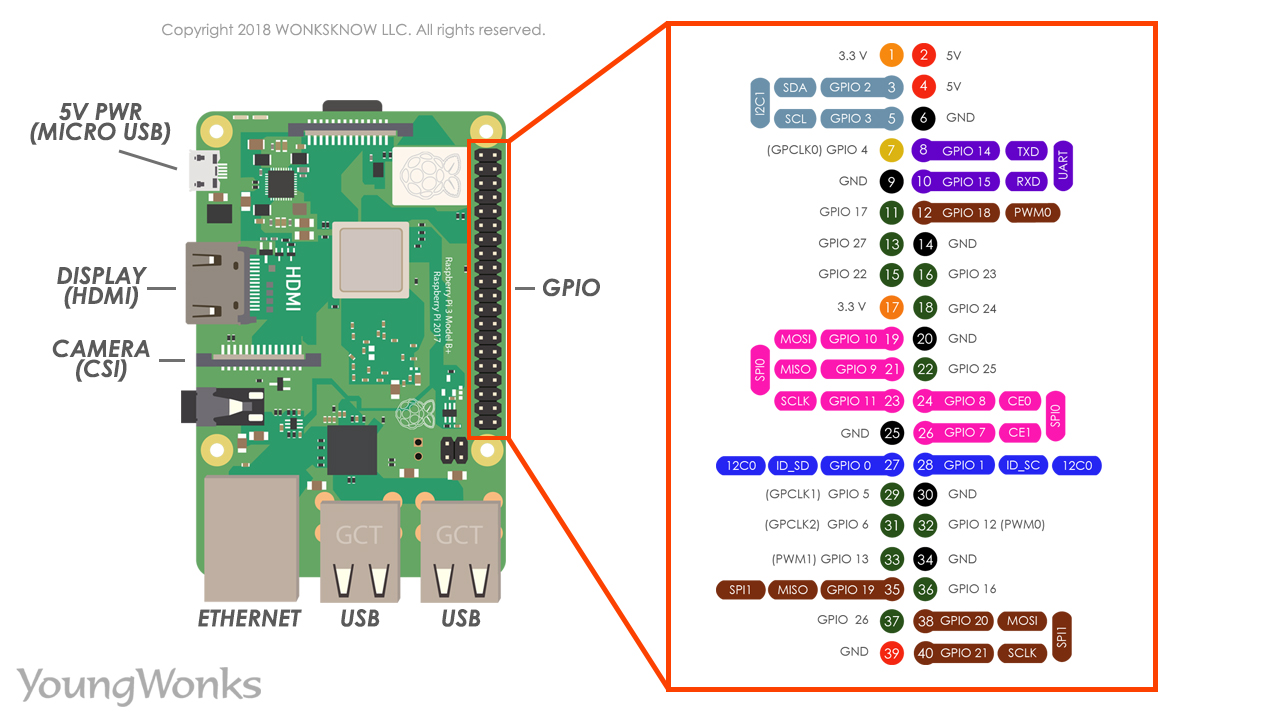 Copyright 2018 WONKSKNOW LLC. All rights reserved.
5V PWR
(MICRO USB)
DISPLAY
(HDMI)
CAMERA
(CSI)
HDMI
Raspberry Pi 3 Model B+
Raspberry Pi 2017
GPIO
GCT
GCT
ETHERNET
USB
USB
YoungWonks
3.3 V 1 2 5V
I2C1
SDA GPIO 2 3 4 5V
SCL GPIO 3 5 6 GND
(GPCLK0) GPIO 4 7 8 GPIO 14 TXD
UART
GND 9 10 GPIO 15 RXD
GPIO 17 11 12 GPIO 18 PWM0
GPIO 27 13 14 GND
GPIO 22 15 16 GPIO 23
3.3 V 17 18 GPIO 24
MOSI GPIO 10 19 20 GND
SPI0
MISO GPIO 9 21 22 GPIO 25
SCLK GPIO 11 23 24 GPIO 8 CE0
SPI0
GND 25 26 GPIO 7 CE1
12C0 ID_SD GPIO 0 27 28 GPIO 1 ID_SC 12C0
(GPCLK1) GPIO 5 29 30 GND
(GPCLK2) GPIO 6 31 32 GPIO 12 (PWM0)
(PWM1) GPIO 13 33 34 GND
SPI1 MISO GPIO 19 35 36 GPIO 16
GPIO 26 37 38 GPIO 20 MOSI
SPI1
GND 39 40 GPIO 21 SCLK